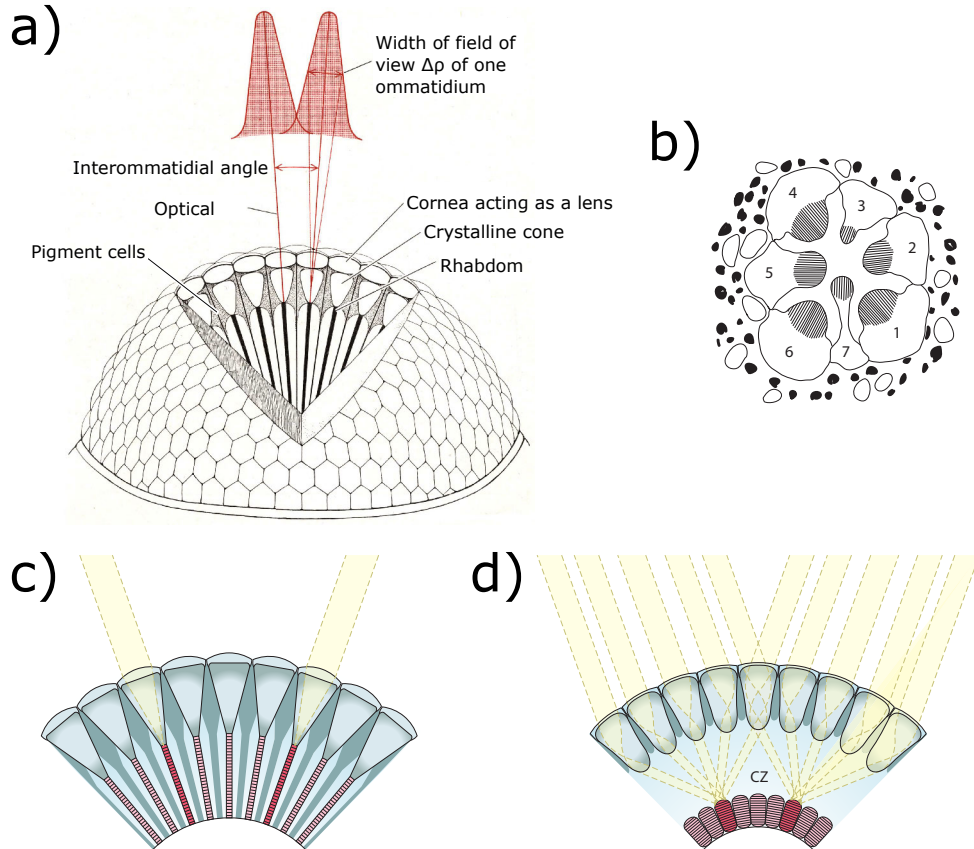 a)
Width of field of
view Δρ of one
ommatidium
Interommatidial angle
Optical
Cornea acting as a lens
Crystalline cone
Pigment cells
Rhabdom
b)
4
3
2
5
1
6
7
c)
d)
CZ